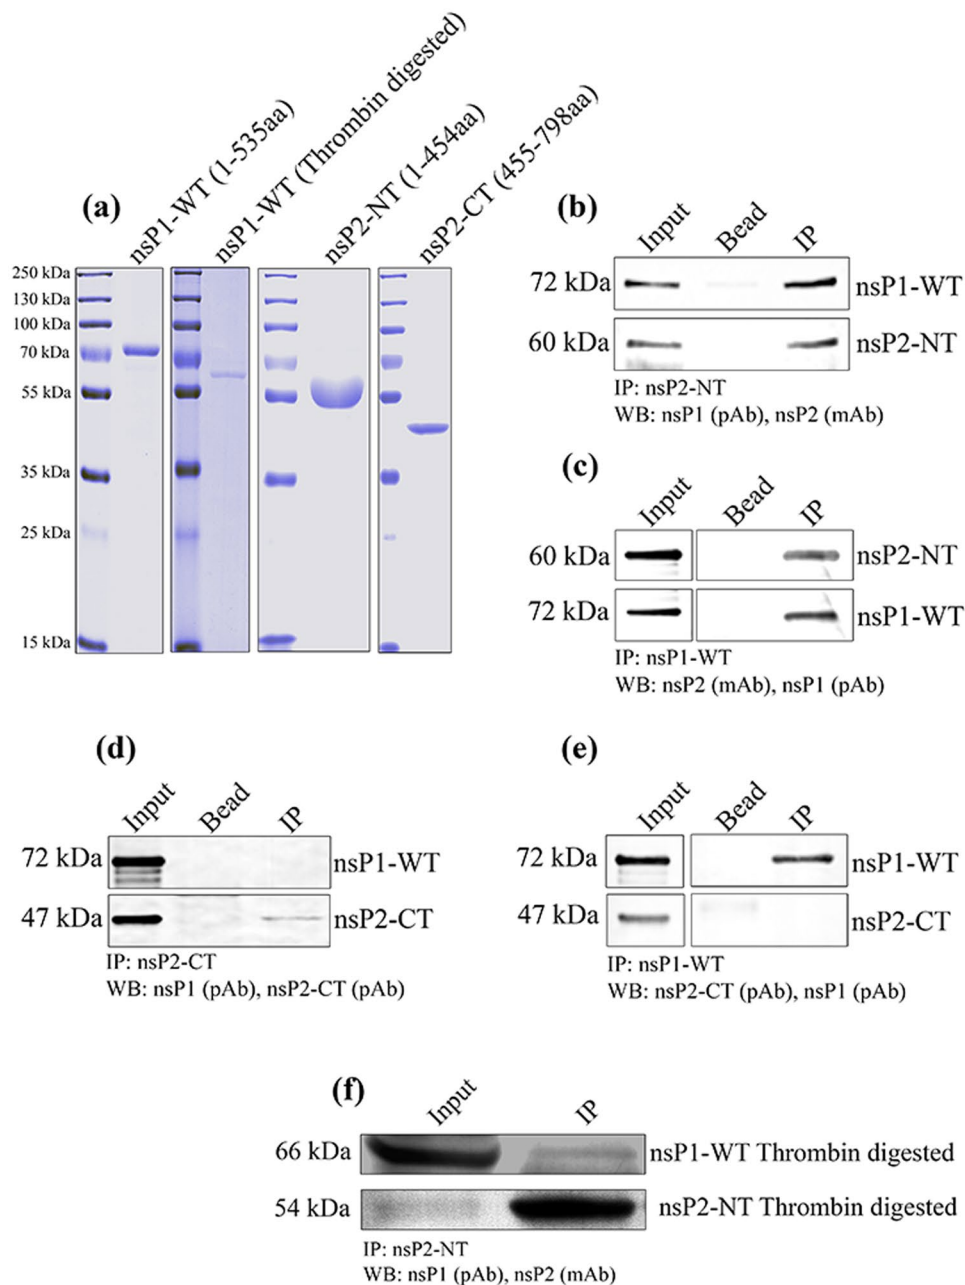 (a)
nsP1-WT (1-535aa)
nsP1-WT (Thrombin digested)
nsP2-NT (1-454aa)
nsP2-CT (455-798aa)
250 kDa
130 kDa
100 kDa
70 kDa
55 kDa
35 kDa
25 kDa
15 kDa
(b)
Input Bead IP
72 kDa nsP1-WT
60 kDa nsP2-NT
IP: nsP2-NT
WB: nsP1 (pAb), nsP2 (mAb)
(c)
Input Bead IP
60 kDa nsP2-NT
72 kDa nsP1-WT
IP: nsP1-WT
WB: nsP2 (mAb), nsP1 (pAb)
(d)
Input Bead IP
72 kDa nsP1-WT
47 kDa nsP2-CT
IP: nsP2-CT
WB: nsP1 (pAb), nsP2-CT (pAb)
(e)
Input Bead IP
72 kDa nsP1-WT
47 kDa nsP2-CT
IP: nsP1-WT
WB: nsP2-CT (pAb), nsP1 (pAb)
(f)
Input IP
66 kDa nsP1-WT Thrombin digested
54 kDa nsP2-NT Thrombin digested
IP: nsP2-NT
WB: nsP1 (pAb), nsP2 (mAb)